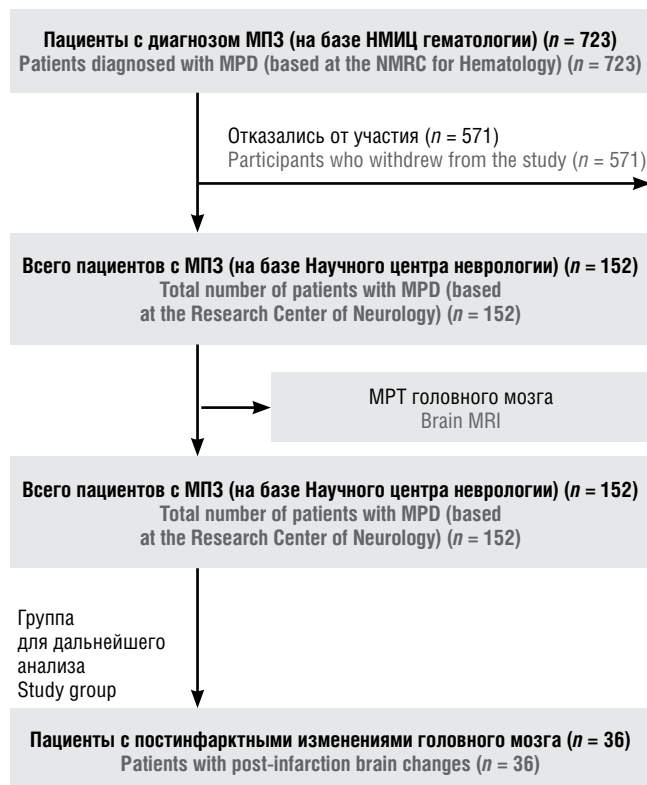 Пациенты с диагнозом МПЗ (на базе НМИЦ гематологии) (n = 723)
Patients diagnosed with MPD (based at the NMRC for Hematology) (n = 723)
Отказались от участия (n = 571)
Participants who withdrew from the study (n = 571)
Всего пациентов с МПЗ (на базе Научного центра неврологии) (n = 152)
Total number of patients with MPD (based
at the Research Center of Neurology) (n = 152)
МРТ головного мозга
Brain MRI
Всего пациентов с МПЗ (на базе Научного центра неврологии) (n = 152)
Total number of patients with MPD (based
at the Research Center of Neurology) (n = 152)
Группа
для дальнейшего
анализа
Study group
Пациенты с постинфарктными изменениями головного мозга (n = 36)
Patients with post-infarction brain changes (n = 36)